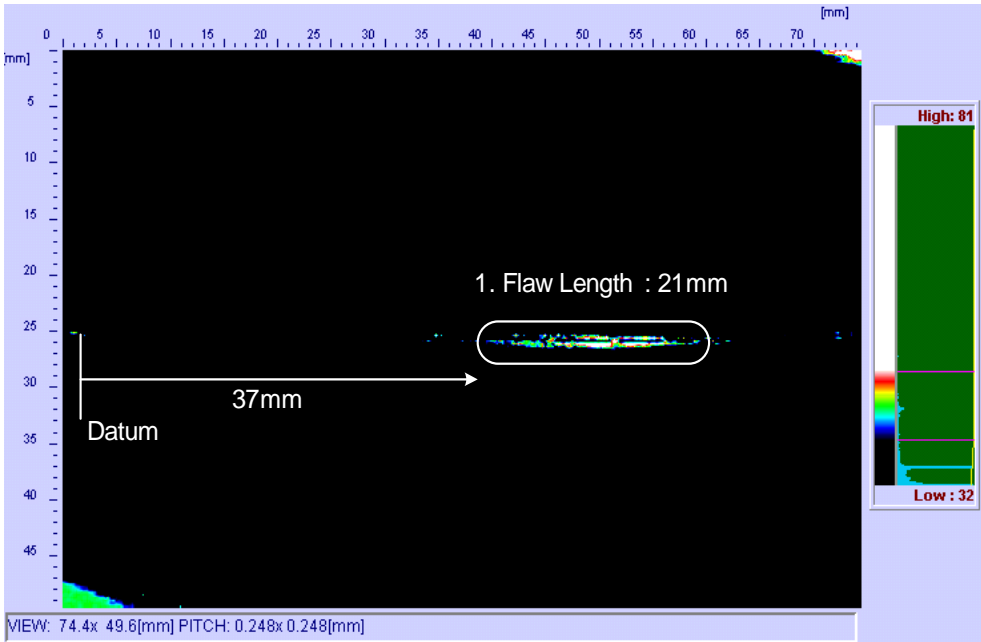 [mm]
0 5 10 15 20 25 30 35 40 45 50 55 60 65 70
[mm]
5
10
15
20
25
30
35
40
45
1. Flaw Length : 21mm
37mm
Datum
High: 81
Low : 32
VIEW: 74.4x 49.6[mm] PITCH: 0.248x 0.248[mm]